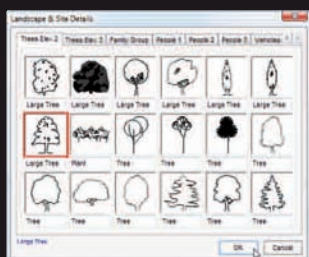 Landscape & Site Details
Trees Elev 2 Trees Elev 3 Family Group People 1 People 2 People 3 Vehicles
Large Tree Large Tree Large Tree Large Tree Large Tree Large Tree
Large Tree Plant Tree Tree Tree Tree
Tree Tree Tree Tree Tree Tree
Large Tree
OK Cancel